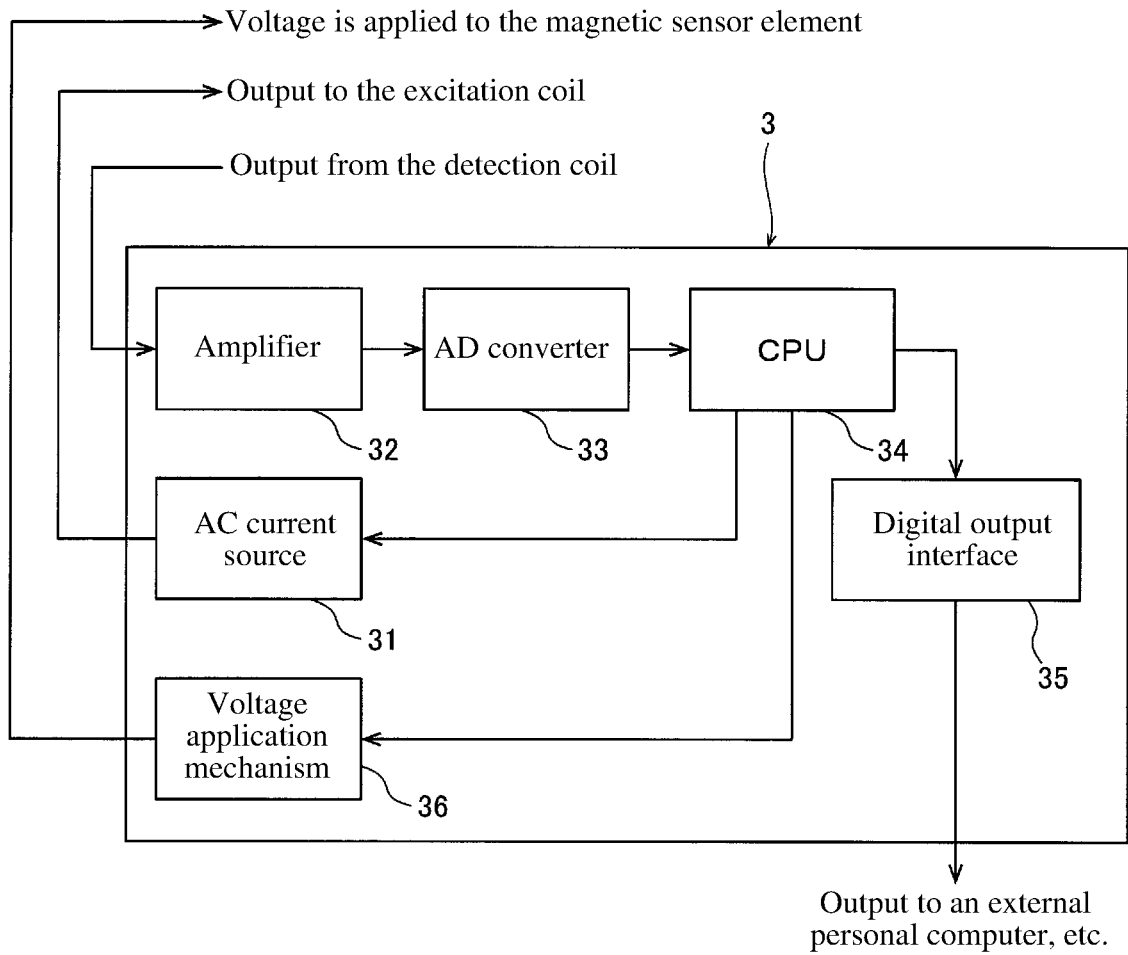 Voltage is applied to the magnetic sensor element
Output to the excitation coil
3
Output from the detection coil
Amplifier
AD converter
CPU
32
33
34
AC current
source
Digital output
interface
31
35
Voltage
application
mechanism
36
Output to an external
personal computer, etc.